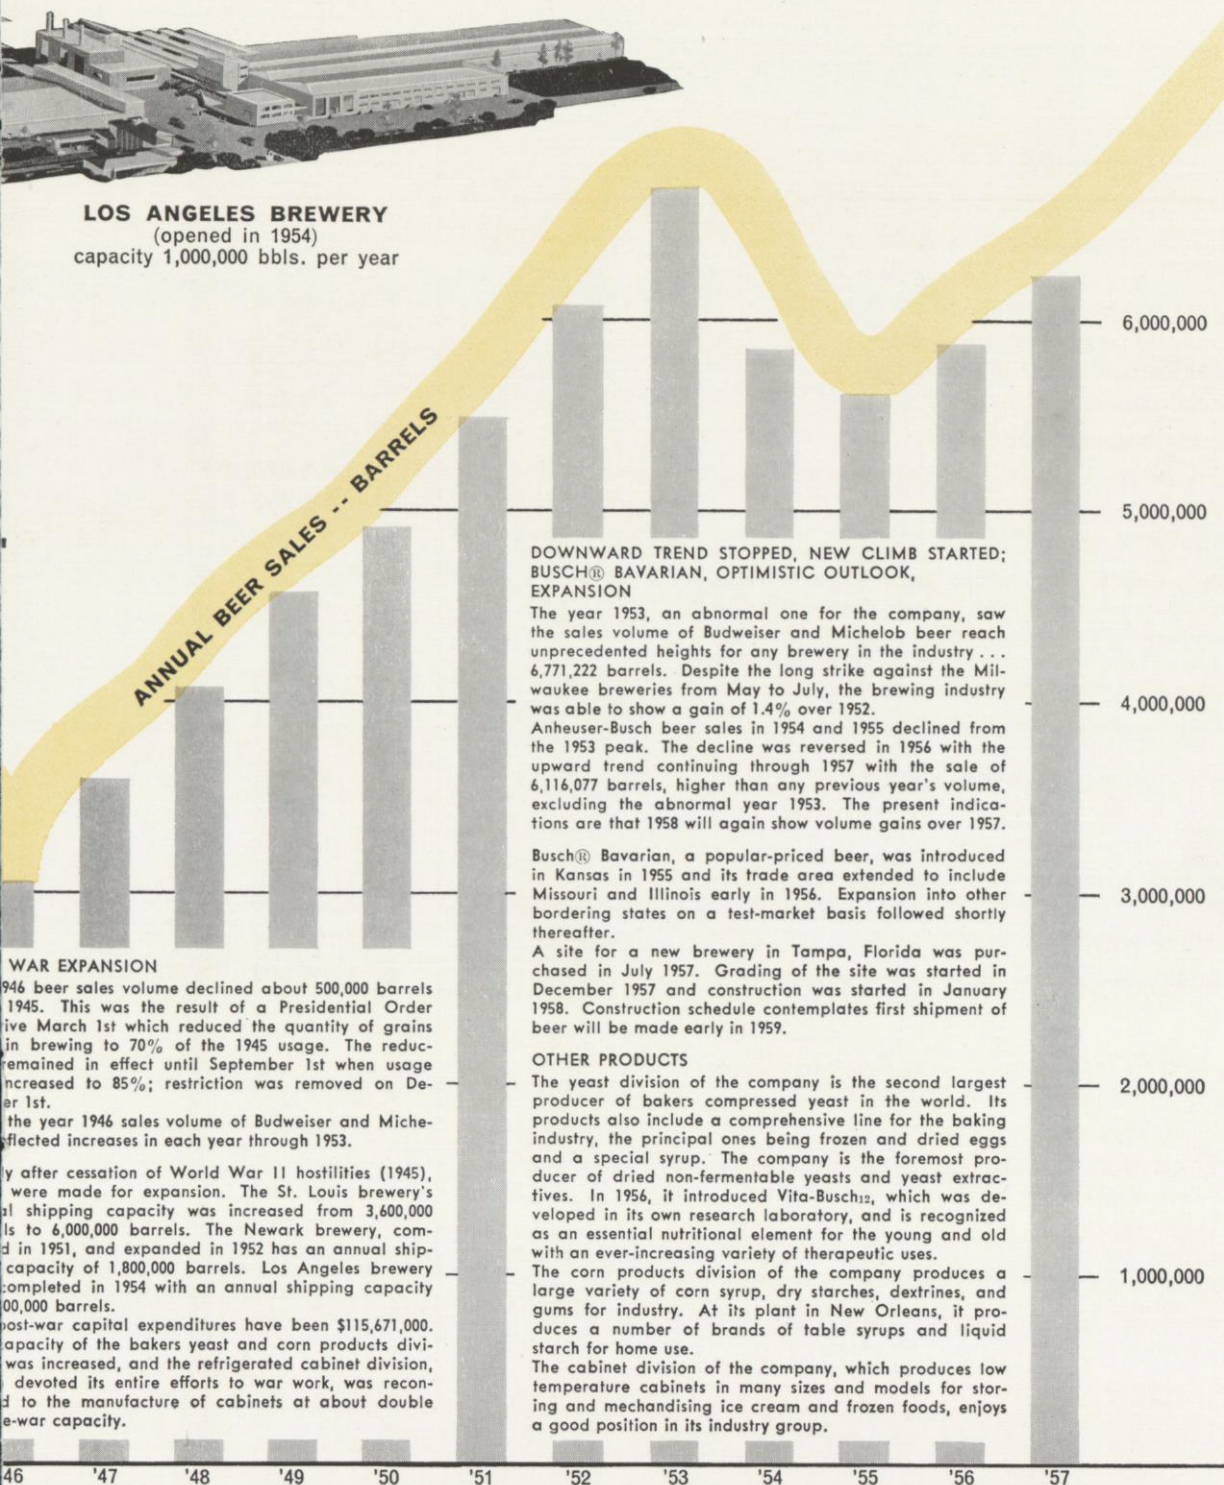 LOS ANGELES BREWERY
(opened in 1954)
capacity 1,000,000 bbls. per year
ANNUAL BEER SALES -- BARRELS
6,000,000
5,000,000
4,000,000
3,000,000
2,000,000
1,000,000
WAR EXPANSION
946 beer sales volume declined about 500,000 barrels
1945. This was the result of a Presidential Order
ive March 1st which reduced the quantity of grains
in brewing to 70% of the 1945 usage. The reduc-
remained in effect until September 1st when usage
ncreased to 85%; restriction was removed on De-
er 1st.
the year 1946 sales volume of Budweiser and Miche-
flected increases in each year through 1953.
ly after cessation of World War II hostilities (1945),
were made for expansion. The St. Louis brewery's
al shipping capacity was increased from 3,600,000
ls to 6,000,000 barrels. The Newark brewery, com-
d in 1951, and expanded in 1952 has an annual ship-
capacity of 1,800,000 barrels. Los Angeles brewery
completed in 1954 with an annual shipping capacity
00,000 barrels.
post-war capital expenditures have been $115,671,000.
apacity of the bakers yeast and corn products divi-
was increased, and the refrigerated cabinet division,
devoted its entire efforts to war work, was recon-
d to the manufacture of cabinets at about double
e-war capacity.
DOWNWARD TREND STOPPED, NEW CLIMB STARTED;
BUSCH® BAVARIAN, OPTIMISTIC OUTLOOK,
EXPANSION
The year 1953, an abnormal one for the company, saw
the sales volume of Budweiser and Michelob beer reach
unprecedented heights for any brewery in the industry . . .
6,771,222 barrels. Despite the long strike against the Mil-
waukee breweries from May to July, the brewing industry
was able to show a gain of 1.4% over 1952.
Anheuser-Busch beer sales in 1954 and 1955 declined from
the 1953 peak. The decline was reversed in 1956 with the
upward trend continuing through 1957 with the sale of
6,116,077 barrels, higher than any previous year's volume,
excluding the abnormal year 1953. The present indica-
tions are that 1958 will again show volume gains over 1957.
Busch® Bavarian, a popular-priced beer, was introduced
in Kansas in 1955 and its trade area extended to include
Missouri and Illinois early in 1956. Expansion into other
bordering states on a test-market basis followed shortly
thereafter.
A site for a new brewery in Tampa, Florida was pur-
chased in July 1957. Grading of the site was started in
December 1957 and construction was started in January
1958. Construction schedule contemplates first shipment of
beer will be made early in 1959.
OTHER PRODUCTS
The yeast division of the company is the second largest
producer of bakers compressed yeast in the world. Its
products also include a comprehensive line for the baking
industry, the principal ones being frozen and dried eggs
and a special syrup. The company is the foremost pro-
ducer of dried non-fermentable yeasts and yeast extrac-
tives. In 1956, it introduced Vita-Busch₁₂, which was de-
veloped in its own research laboratory, and is recognized
as an essential nutritional element for the young and old
with an ever-increasing variety of therapeutic uses.
The corn products division of the company produces a
large variety of corn syrup, dry starches, dextrines, and
gums for industry. At its plant in New Orleans, it pro-
duces a number of brands of table syrups and liquid
starch for home use.
The cabinet division of the company, which produces low
temperature cabinets in many sizes and models for stor-
ing and mechandising ice cream and frozen foods, enjoys
a good position in its industry group.
46 '47 '48 '49 '50 '51 '52 '53 '54 '55 '56 '57